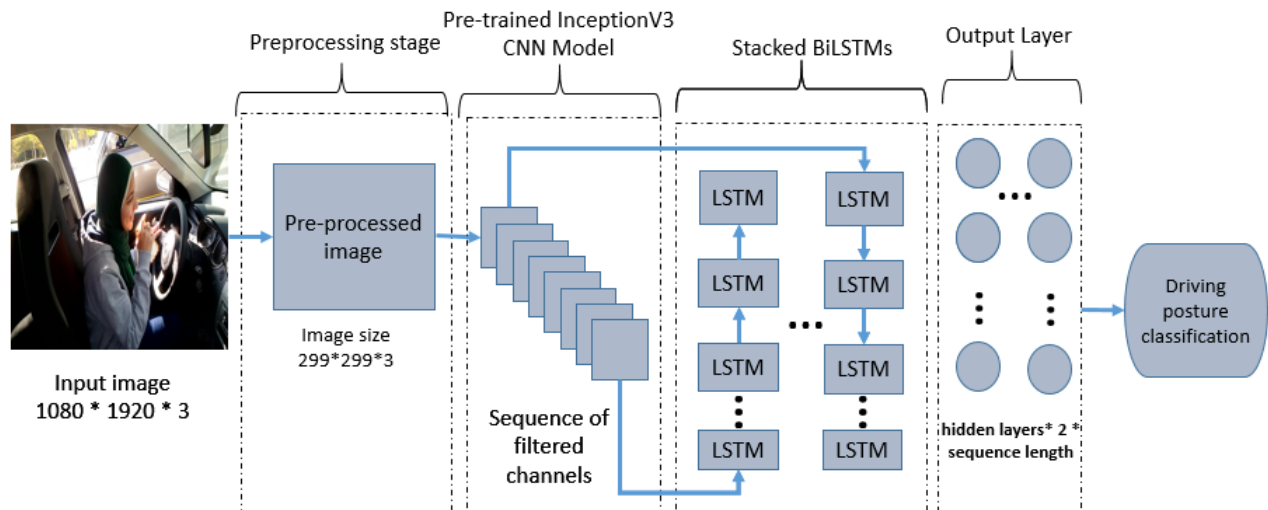 Preprocessing stage
Pre-trained InceptionV3
CNN Model
Stacked BiLSTMs
Output Layer
Input image
1080 * 1920 * 3
Pre-processed
image
Image size
299*299*3
Sequence of
filtered
channels
LSTM
LSTM
LSTM
LSTM
LSTM
LSTM
LSTM
LSTM
hidden layers* 2 *
sequence length
Driving
posture
classification